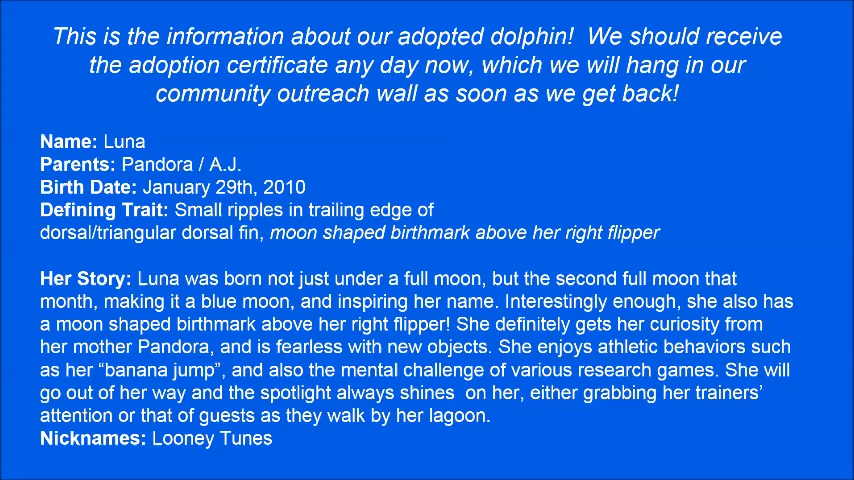 This is the information about our adopted dolphin!  We should receive
the adoption certificate any day now, which we will hang in our
community outreach wall as soon as we get back!
Name: Luna
Parents: Pandora / A.J.
Birth Date: January 29th, 2010
Defining Trait: Small ripples in trailing edge of
dorsal/triangular dorsal fin, moon shaped birthmark above her right flipper
Her Story: Luna was born not just under a full moon, but the second full moon that
month, making it a blue moon, and inspiring her name. Interestingly enough, she also has
a moon shaped birthmark above her right flipper! She definitely gets her curiosity from
her mother Pandora, and is fearless with new objects. She enjoys athletic behaviors such
as her “banana jump”, and also the mental challenge of various research games. She will
go out of her way and the spotlight always shines  on her, either grabbing her trainers’
attention or that of guests as they walk by her lagoon.
Nicknames: Looney Tunes